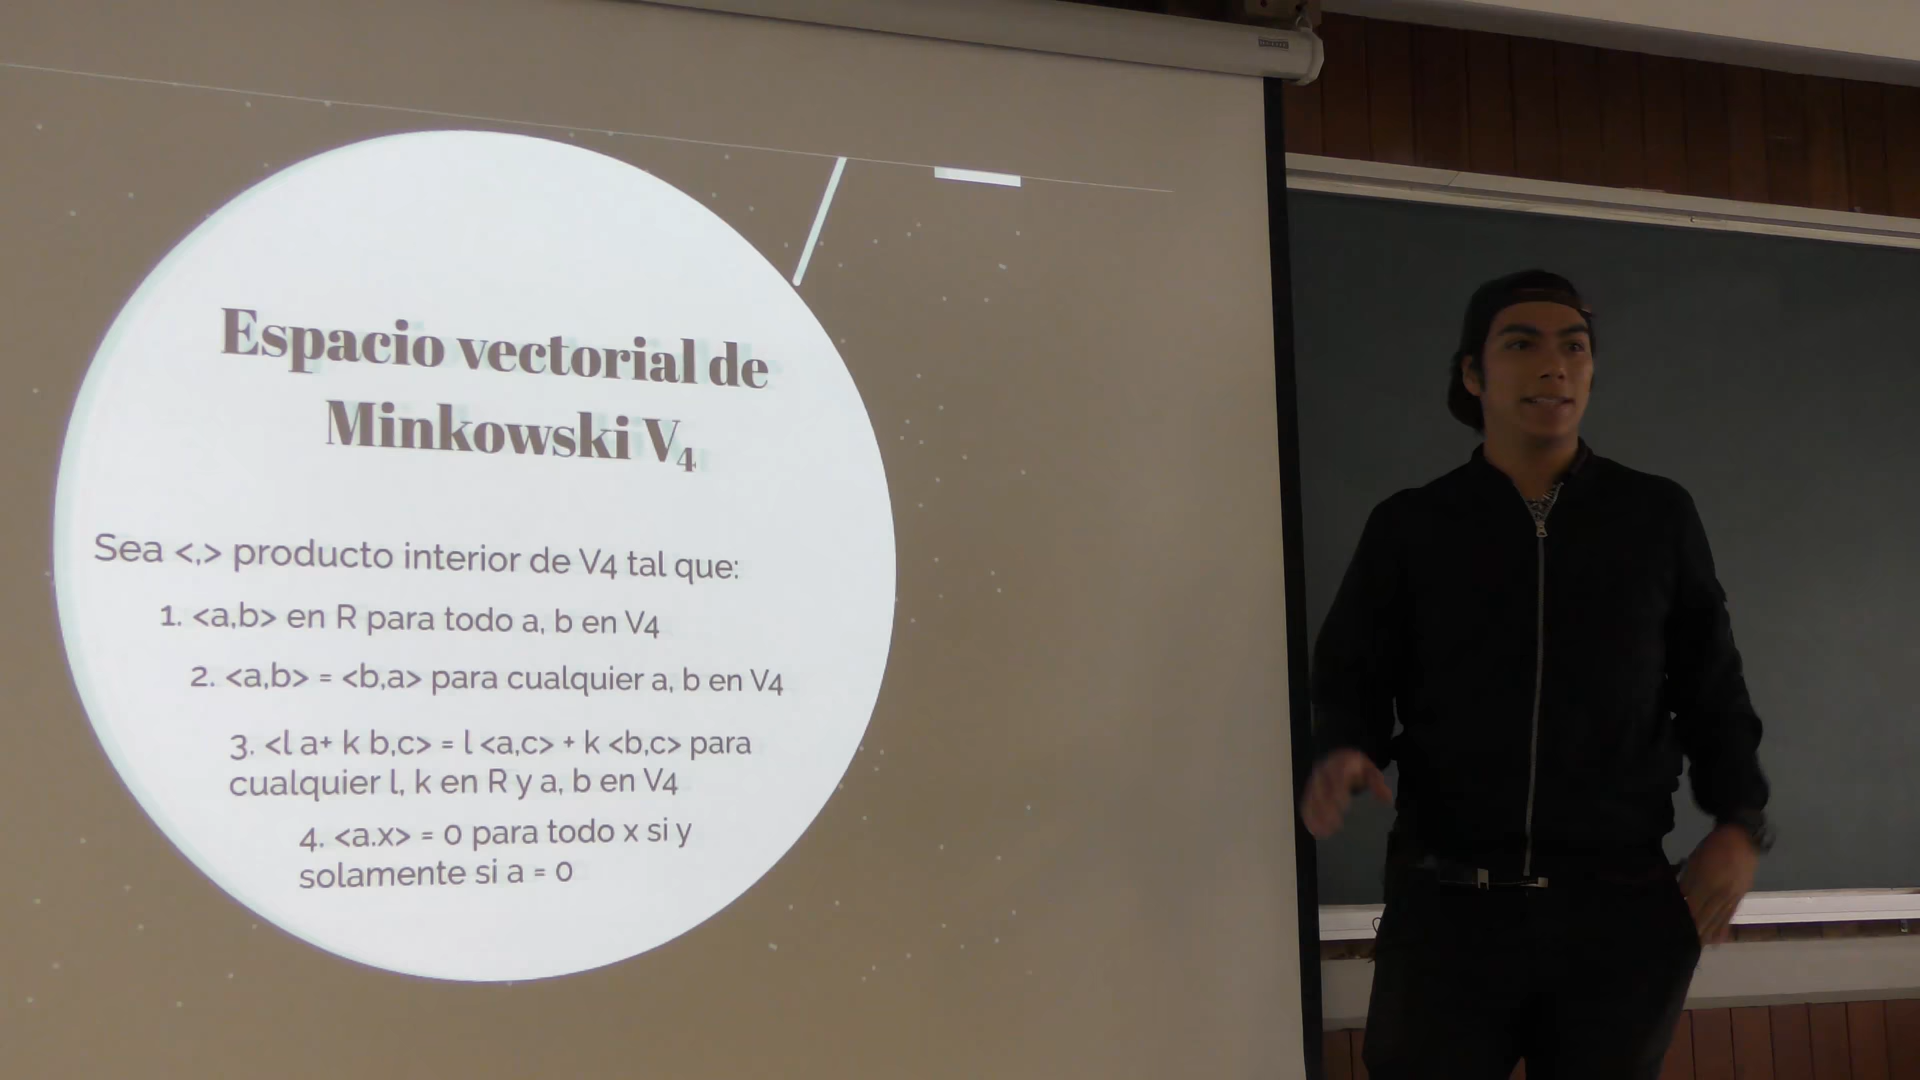 Espacio vectorial de
Minkowski V₄
Sea <,> producto interior de V4 tal que:
1. <a,b> en R para todo a, b en V4
2. <a,b> = <b,a> para cualquier a, b en V4
3. <l a+ k b,c> = l <a,c> + k <b,c> para
cualquier l, k en R y a, b en V4
4. <a.x> = 0 para todo x si y
solamente si a = 0